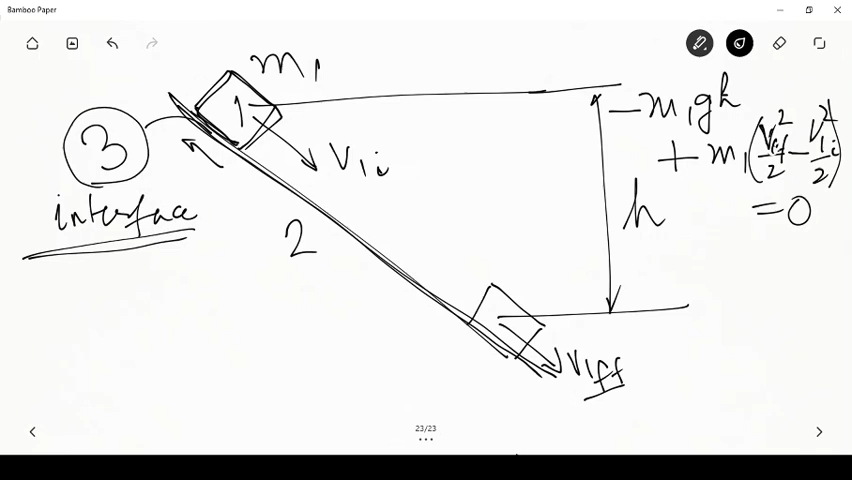 Bamboo Paper
m₁
1
3
V₁ᵢ
interface
2
h
V₁ff
-m₁gh
+ m₁(V₁f²/2 - V₁ᵢ²/2)
=0
23/23